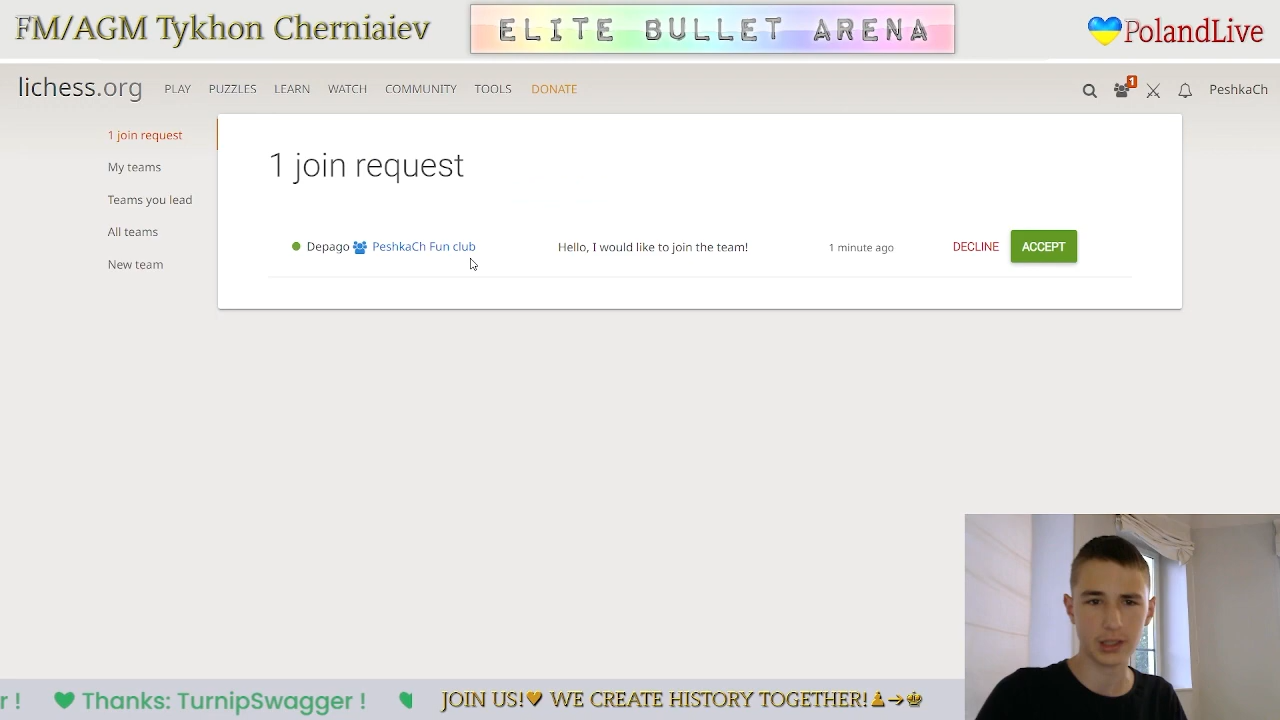 FM/AGM Tykhon Cherniaiev
ELITE BULLET ARENA
PolandLive
lichess.org PLAY PUZZLES LEARN WATCH COMMUNITY TOOLS DONATE 1 PeshkaCh
1 join request
My teams
Teams you lead
All teams
New team
1 join request
Depago PeshkaCh Fun club Hello, I would like to join the team! 1 minute ago DECLINE ACCEPT
r ! Thanks: TurnipSwagger !
JOIN US! WE CREATE HISTORY TOGETHER!